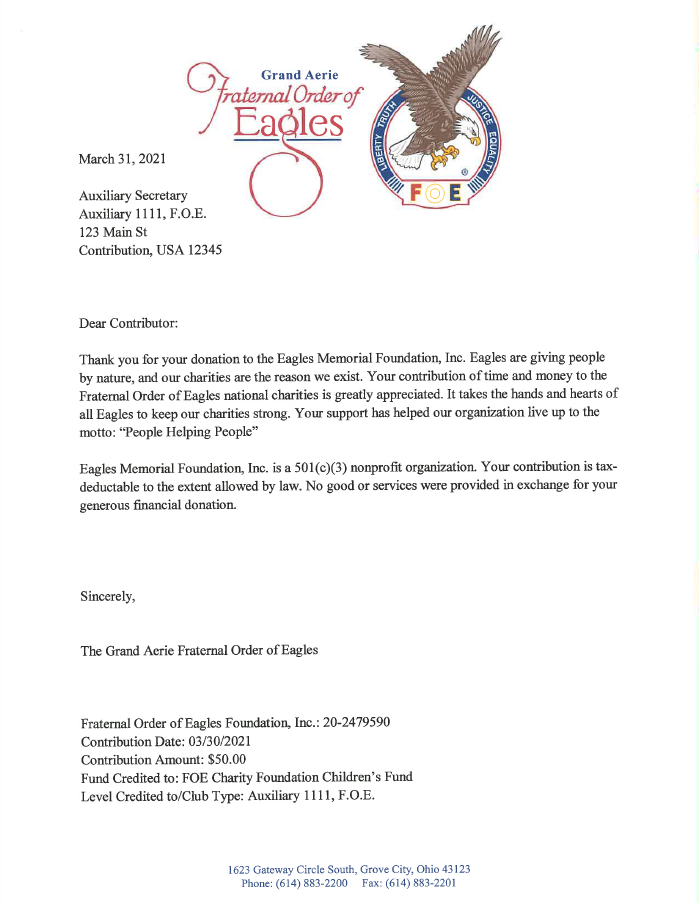 Grand Aerie
Fraternal Order of
Eagles
LIBERTY TRUTH JUSTICE EQUALITY
®
F O E
March 31, 2021
Auxiliary Secretary
Auxiliary 1111, F.O.E.
123 Main St
Contribution, USA 12345
Dear Contributor:
Thank you for your donation to the Eagles Memorial Foundation, Inc. Eagles are giving people
by nature, and our charities are the reason we exist. Your contribution of time and money to the
Fraternal Order of Eagles national charities is greatly appreciated. It takes the hands and hearts of
all Eagles to keep our charities strong. Your support has helped our organization live up to the
motto: “People Helping People”
Eagles Memorial Foundation, Inc. is a 501(c)(3) nonprofit organization. Your contribution is tax-
deductable to the extent allowed by law. No good or services were provided in exchange for your
generous financial donation.
Sincerely,
The Grand Aerie Fraternal Order of Eagles
Fraternal Order of Eagles Foundation, Inc.: 20-2479590
Contribution Date: 03/30/2021
Contribution Amount: $50.00
Fund Credited to: FOE Charity Foundation Children’s Fund
Level Credited to/Club Type: Auxiliary 1111, F.O.E.
1623 Gateway Circle South, Grove City, Ohio 43123
Phone: (614) 883-2200 Fax: (614) 883-2201